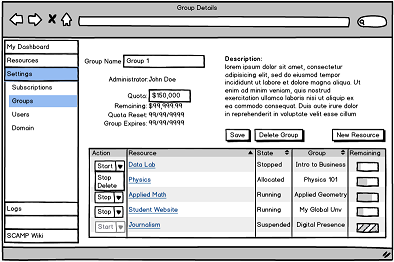 Group Details
My Dashboard
Resources
Settings
Subscriptions
Groups
Users
Domain
Logs
SCAMP Wiki
Group Name Group 1
Administrator: John Doe
Quota: $150,000
Remaining: $99,999.99
Quota Reset: 99/99/9999
Group Expires: 99/99/9999
Description:
lorem ipsum dolor sit amet, consectetur
adipisicing elit, sed do eiusmod tempor
incididunt ut labore et dolore magna aliqua. Ut
enim ad minim veniam, quis nostrud
exercitation ullamco laboris nisi ut aliquip ex
ea commodo consequat. Duis aute irure dolor
in reprehenderit in voluptate velit esse cillum
Save Delete Group New Resource
Action Resource State Group Remaining
Start Data Lab Stopped Intro to Business
Stop
Delete
Physics Allocated Physics 101
Stop Applied Math Running Applied Geometry
Stop Student Website Running My Global Unv
Start Journalism Suspended Digital Presence